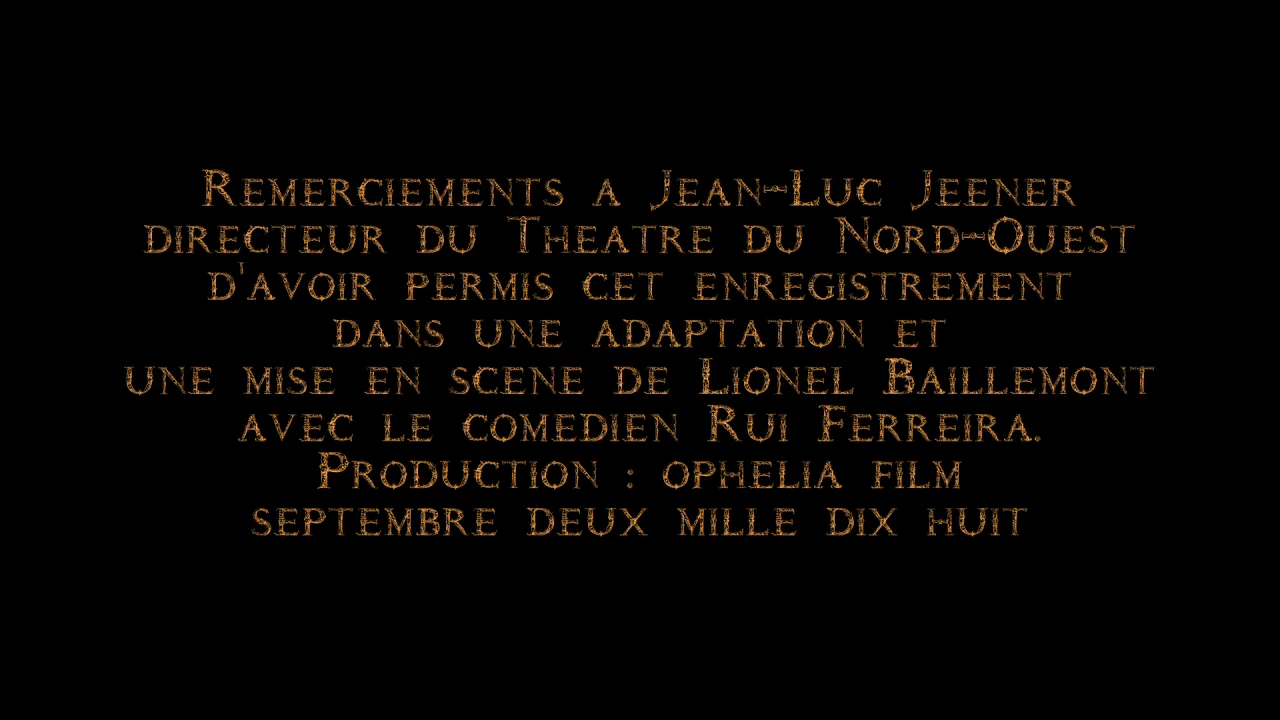 Remerciements a Jean-Luc Jeener
directeur du Theatre du Nord-Ouest
d'avoir permis cet enregistrement
dans une adaptation et
une mise en scene de Lionel Baillemont
avec le comedien Rui Ferreira.
Production : ophelia film
septembre deux mille dix huit